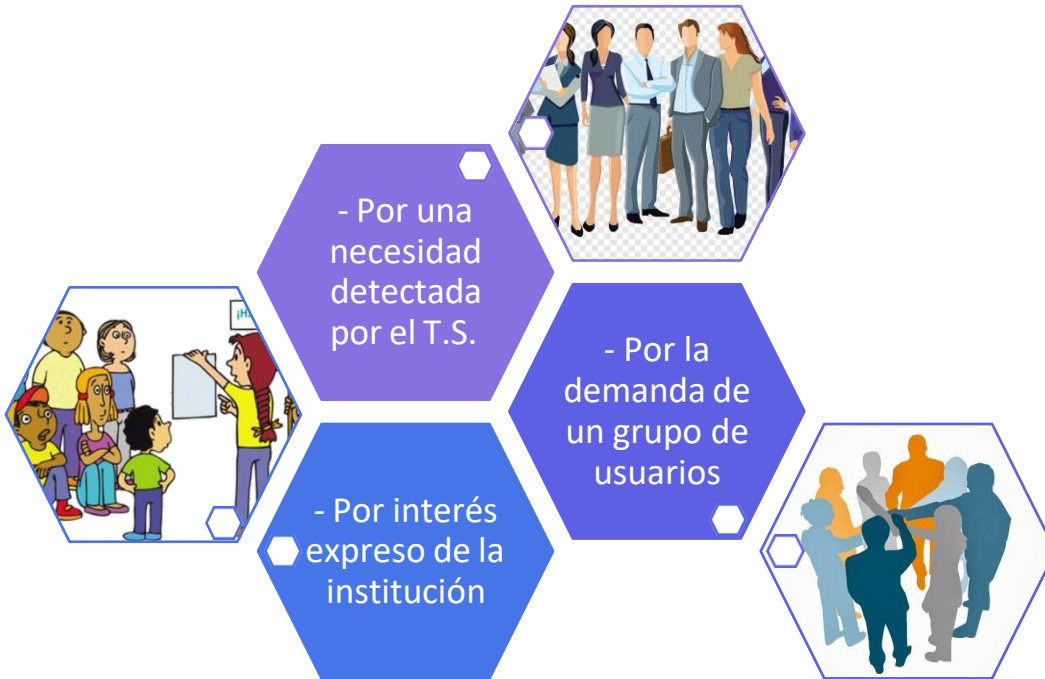 - Por una
necesidad
detectada
por el T.S.
- Por la
demanda de
un grupo de
usuarios
- Por interés
expreso de la
institución